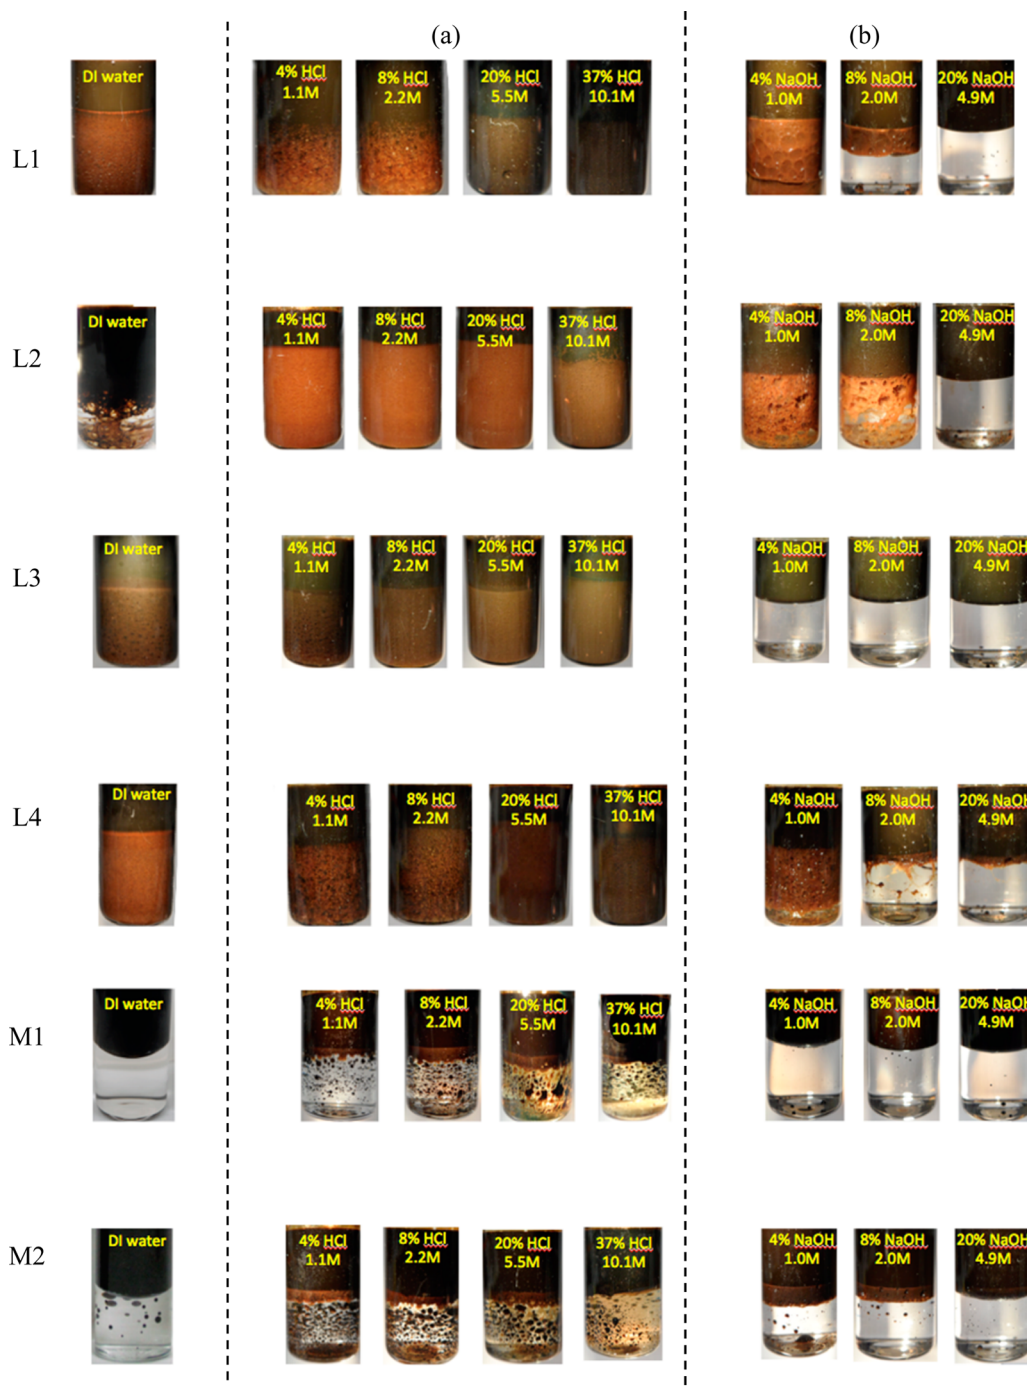 (a)
(b)
L1
DI water
4% HCl
1.1M
8% HCl
2.2M
20% HCl
5.5M
37% HCl
10.1M
4% NaOH
1.0M
8% NaOH
2.0M
20% NaOH
4.9M
L2
DI water
4% HCl
1.1M
8% HCl
2.2M
20% HCl
5.5M
37% HCl
10.1M
4% NaOH
1.0M
8% NaOH
2.0M
20% NaOH
4.9M
L3
DI water
4% HCl
1.1M
8% HCl
2.2M
20% HCl
5.5M
37% HCl
10.1M
4% NaOH
1.0M
8% NaOH
2.0M
20% NaOH
4.9M
L4
DI water
4% HCl
1.1M
8% HCl
2.2M
20% HCl
5.5M
37% HCl
10.1M
4% NaOH
1.0M
8% NaOH
2.0M
20% NaOH
4.9M
M1
DI water
4% HCl
1.1M
8% HCl
2.2M
20% HCl
5.5M
37% HCl
10.1M
4% NaOH
1.0M
8% NaOH
2.0M
20% NaOH
4.9M
M2
DI water
4% HCl
1.1M
8% HCl
2.2M
20% HCl
5.5M
37% HCl
10.1M
4% NaOH
1.0M
8% NaOH
2.0M
20% NaOH
4.9M